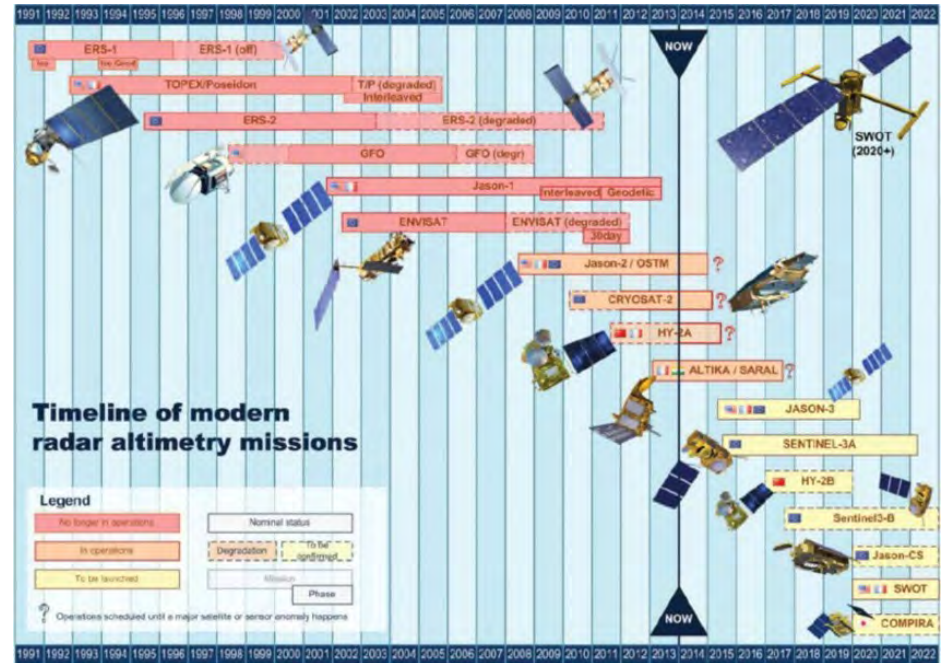 1991 1992 1993 1994 1995 1996 1997 1998 1999 2000 2001 2002 2003 2004 2005 2006 2007 2008 2009 2010 2011 2012 2013 2014 2015 2016 2017 2018 2019 2020 2021 2022
NOW
ERS-1 ERS-1 (off)
Ice Ice Geod
TOPEX/Poseidon T/P (degraded)
Interleaved
ERS-2 ERS-2 (degraded)
SWOT
(2020+)
GFO GFO (degr)
Jason-1
Interleaved Geodetic
ENVISAT ENVISAT (degraded)
30day
Jason-2 / OSTM ?
CRYOSAT-2 ?
HY-2A ?
ALTIKA / SARAL ?
Timeline of modern
radar altimetry missions
JASON-3
SENTINEL-3A
HY-2B
Sentinel3-B
Jason-CS
SWOT
COMPIRA
Legend
No longer in operations Nominal status
In operations Degradation To be confirmed
To be launched Mission
Phase
? Operations scheduled until a major satellite or sensor anomaly happens
NOW
1991 1992 1993 1994 1995 1996 1997 1998 1999 2000 2001 2002 2003 2004 2005 2006 2007 2008 2009 2010 2011 2012 2013 2014 2015 2016 2017 2018 2019 2020 2021 2022